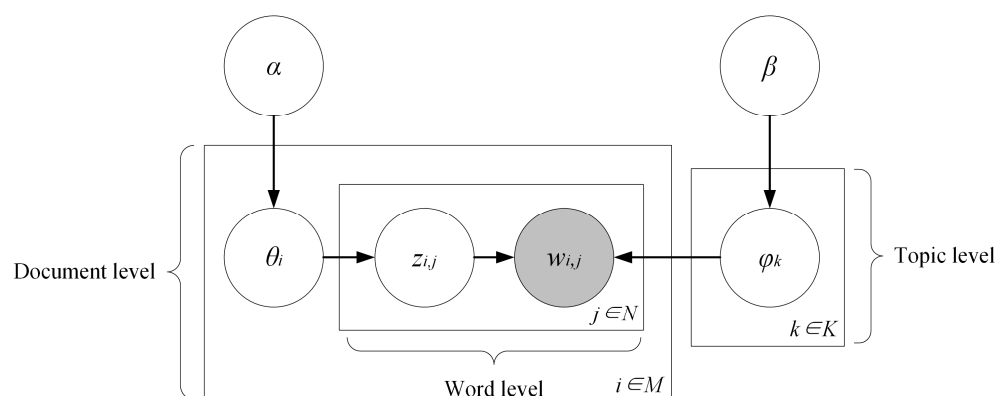 α
β
Document level
θi
zi,j
wi,j
φk
Topic level
j∈N
k∈K
Word level
i∈M